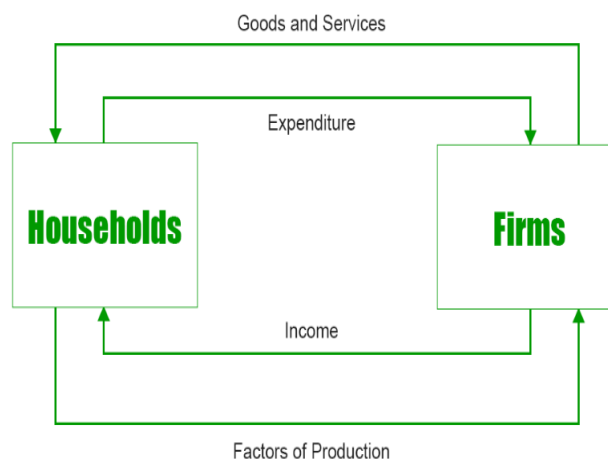 Goods and Services
Expenditure
Households
Firms
Income
Factors of Production